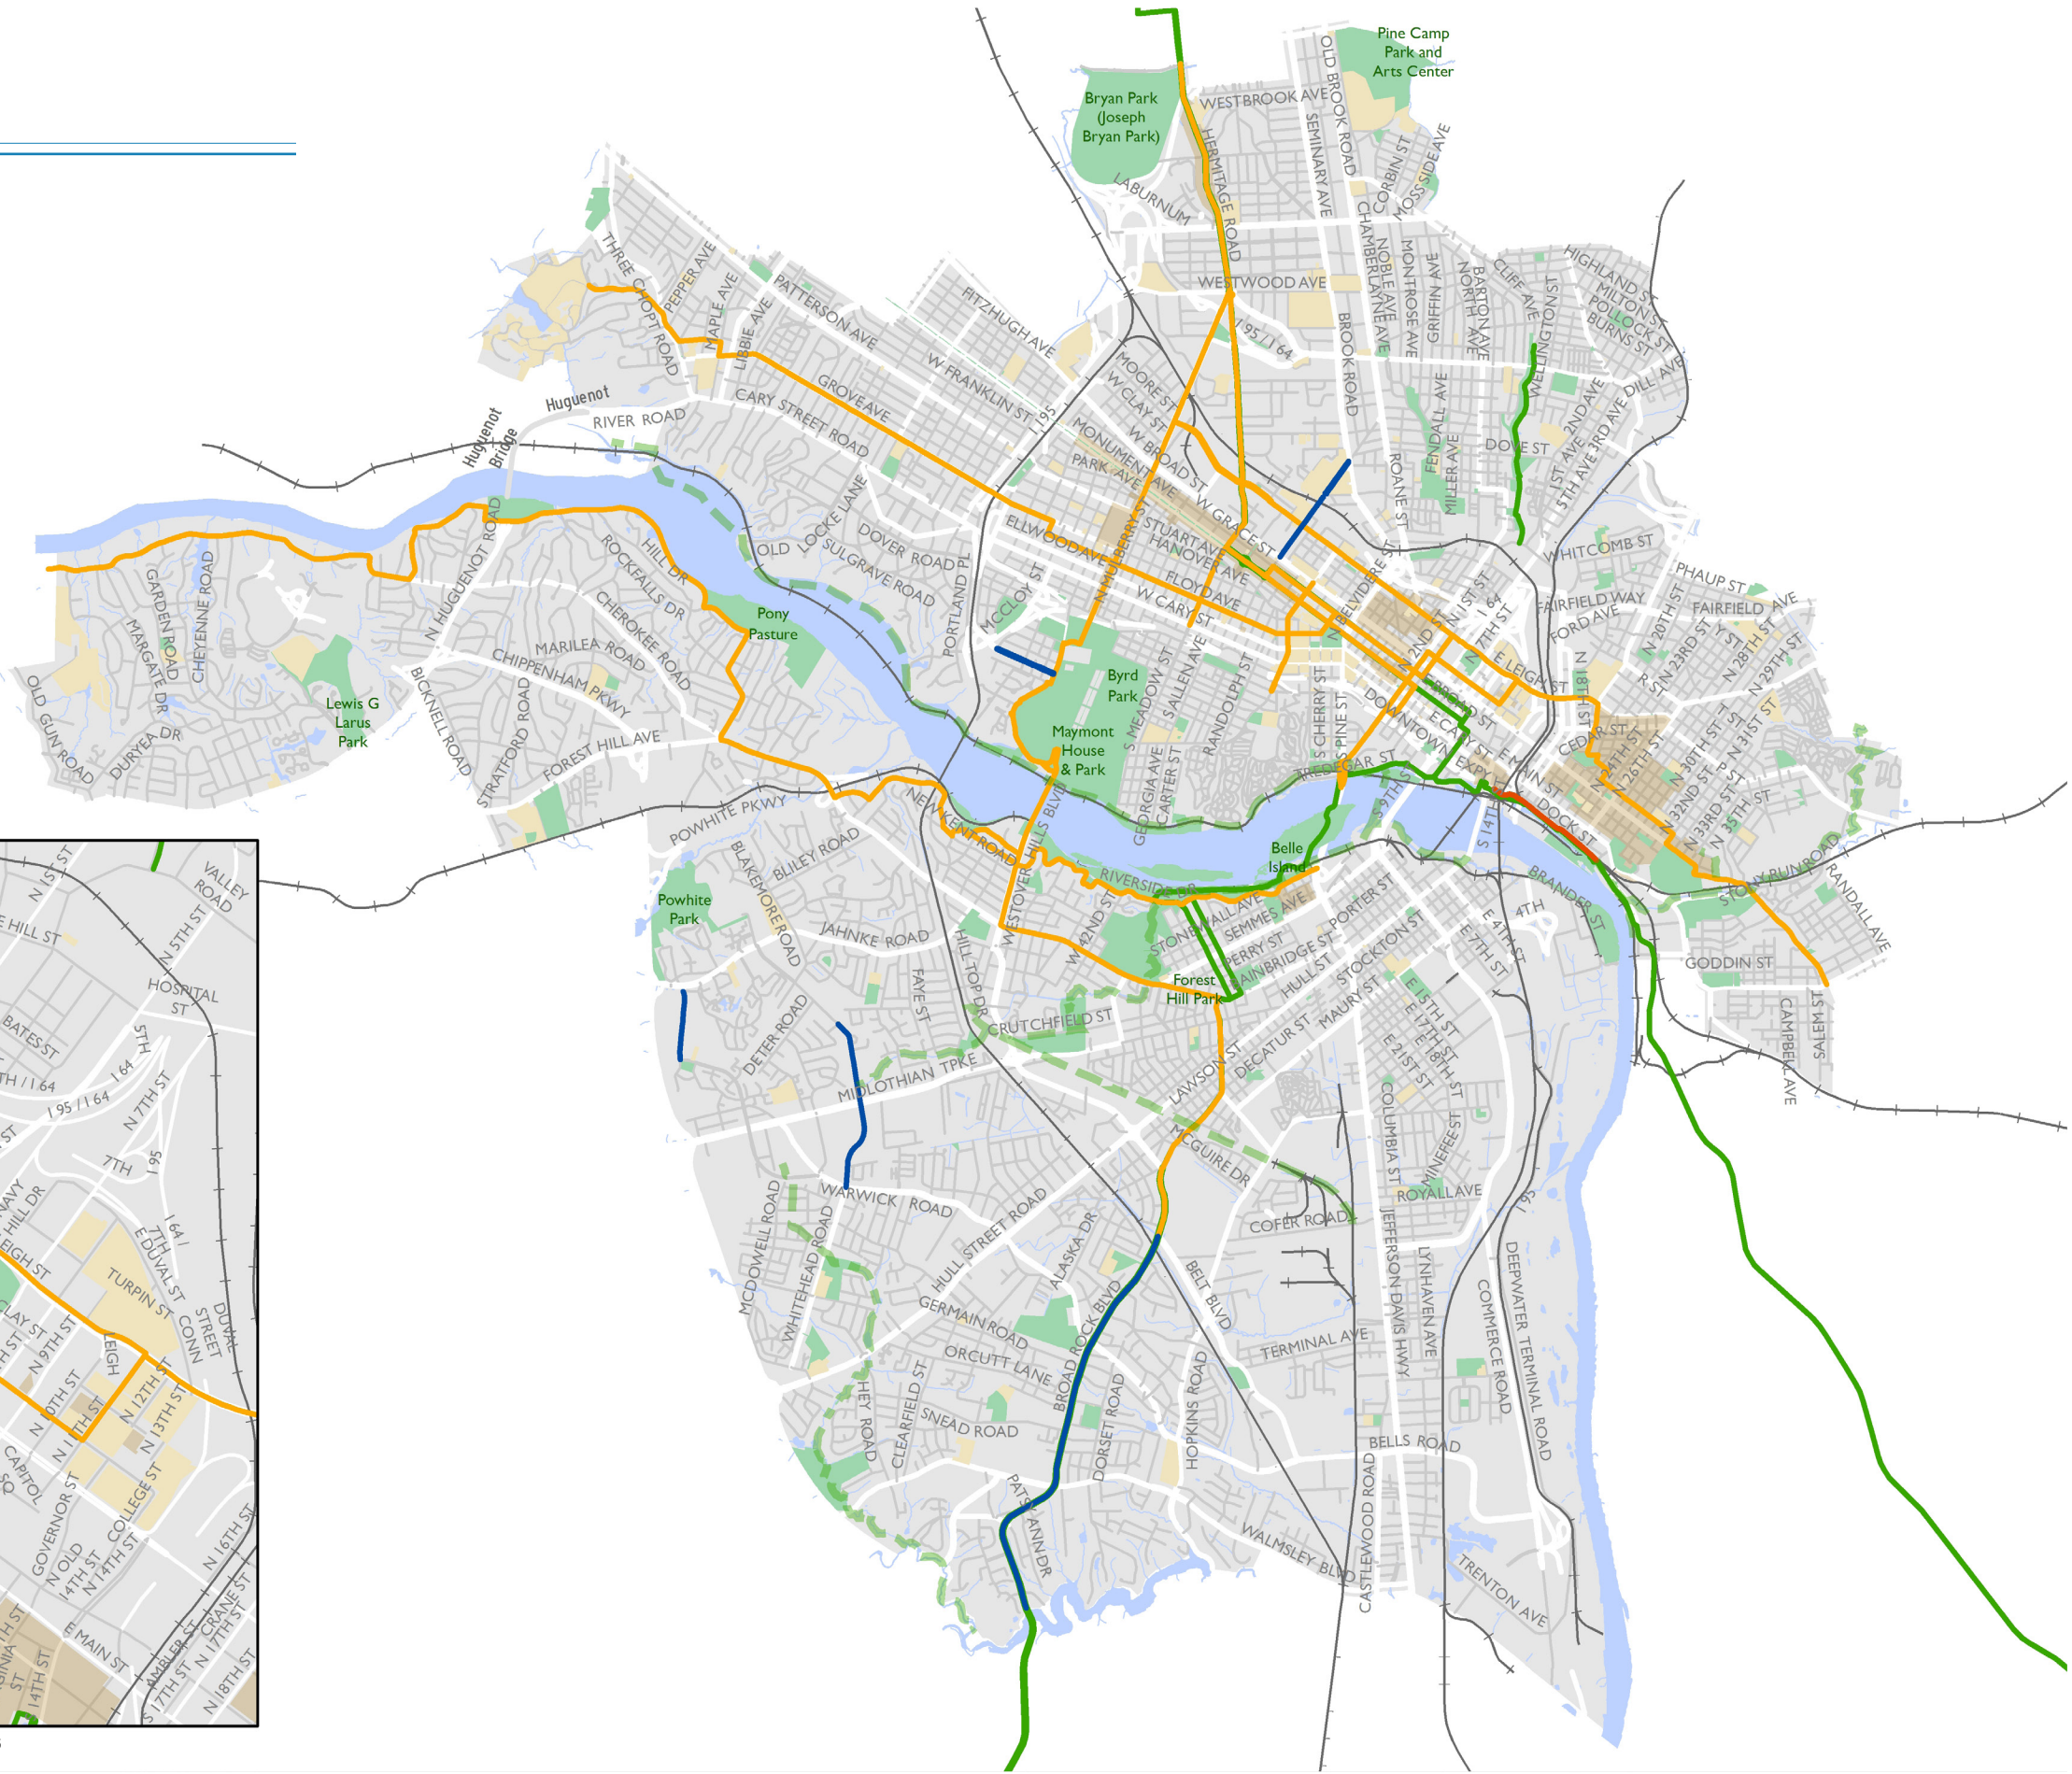 Pine Camp
Park and
Arts Center
Bryan Park
(Joseph
Bryan Park)
WESTBROOK AVE
OLD BROOK ROAD
SEMINARY AVE
HERMITAGE ROAD
CORBIN ST
MOSS SIDE AVE
LABURNUM
CHAMBERLAYNE AVE
NOBLE AVE
MONTROSE AVE
GRIFFIN AVE
BARTON AVE
NORTH AVE
CLIFF AVE
WELLINGTON ST
HIGHLAND ST
MILTON ST
POLLOCK ST
BURNS ST
DILL AVE
WESTWOOD AVE
I 95 / I 64
BROOK ROAD
THREE CHOPT ROAD
PEPPER AVE
MAPLE AVE
LIBBIE AVE
PATTERSON AVE
FITZHUGH AVE
W FRANKLIN ST
GROVE AVE
CARY STREET ROAD
I 95
MOORE ST
W CLAY ST
W BROAD ST
MONUMENT AVE
PARK AVE
W GRACE ST
STUART AVE
HANOVER AVE
ROANE ST
FENDALL AVE
MILLER AVE
DOVE ST
1ST AVE
2ND AVE
3RD AVE
5TH AVE
Huguenot
Huguenot
Bridge
RIVER ROAD
LOCKE LANE
OLD
SULGRAVE ROAD
DOVER ROAD
PORTLAND PL
ELLWOOD AVE
N MULBERRY ST
FLOYD AVE
W CARY ST
MCCLOY ST
N BELVIDERE ST
N 2ND ST
N 1ST ST
I 64
N 7TH ST
E LEIGH ST
WHITCOMB ST
PHAUP ST
FAIRFIELD WAY
FAIRFIELD AVE
FORD AVE
N 20TH ST
N 23RD ST
Y ST
N 28TH ST
N 29TH ST
R ST
N 18TH ST
GARDEN ROAD
CHEYENNE ROAD
MARGATE DR
OLD GUN ROAD
DURYEA DR
Lewis G
Larus
Park
N HUGUENOT ROAD
ROCKFALLS DR
HILL DR
CHEROKEE ROAD
MARILEA ROAD
CHIPPENHAM PKWY
BICKNELL ROAD
STRATFORD ROAD
FOREST HILL AVE
Pony
Pasture
Byrd
Park
Maymont
House
& Park
S MEADOW ST
SALLEN AVE
RANDOLPH ST
GEORGIA AVE
CARTER ST
S CHERRY ST
S PINE ST
DOWNTOWN
EXPY
E BROAD ST
E CARY ST
E MAIN ST
TREDEGAR ST
S 9TH ST
S 14TH
DOCK ST
CEDAR ST
N 24TH ST
N 26TH ST
N 30TH ST
T ST
P ST
N 31ST ST
N 32ND ST
P ST
N 33RD ST
N 35TH ST
POWHITE PKWY
NEW KENT ROAD
WESTOVER HILLS BLVD
RIVERSIDE DR
Belle
Island
BLAKEMORE ROAD
BLILEY ROAD
Powhite
Park
JAHNKE ROAD
HILLTOP DR
W 42ND ST
STONEWALL AVE
SEMMES AVE
PERRY ST
BAINBRIDGE ST
PORTER ST
HULL ST
STOCKTON ST
MAURY ST
E 4TH ST
E 7TH ST
4TH
BRANDER ST
STONY RUN ROAD
RANDALL AVE
GODDIN ST
CAMPBELL AVE
SALEM ST
Forest
Hill Park
DETER ROAD
FAYE ST
CRUTCHFIELD ST
MIDLOTHIAN TPKE
LAWSON ST
DECATUR ST
E 15TH ST
E 17TH ST
E 18TH ST
E 21ST ST
MCGUIRE DR
COLUMBIA ST
MINEFEE ST
ROYALL AVE
COFER ROAD
I 95
MCDOWELL ROAD
WARWICK ROAD
WHITEHEAD ROAD
HULL STREET ROAD
ALASKA DR
BELT BLVD
JEFFERSON DAVIS HWY
LYNHAVEN AVE
COMMERCE ROAD
DEEPWATER TERMINAL ROAD
GERMAIN ROAD
ORCUTT LANE
BROAD ROCK BLVD
TERMINAL AVE
HEY ROAD
CLEARFIELD ST
SNEAD ROAD
DORSET ROAD
HOPKINS ROAD
BELLS ROAD
PATSY ANN DR
WALMSLEY BLVD
CASTLEWOOD ROAD
TRENTON AVE
N 1ST ST
VALLEY
ROAD
E HILL ST
N 5TH ST
HOSPITAL
ST
BATES ST
5TH
I 64
I 95 / I 64
N 7TH ST
7TH
I 95
HILL DR
I 64 /
7TH
E DUVAL ST
TURPIN ST
CLAY ST
N 9TH ST
LEIGH
CONN
STREET
DUVAL
N 10TH ST
N 11TH ST
N 12TH ST
N 13TH ST
CAPITOL
GOVERNOR ST
COLLEGE ST
N OLD
14TH ST
N 14TH ST
N 16TH ST
E MAIN ST
AMBLER ST
CRANE ST
S 17TH ST
N 17TH ST
N 18TH ST
14TH ST